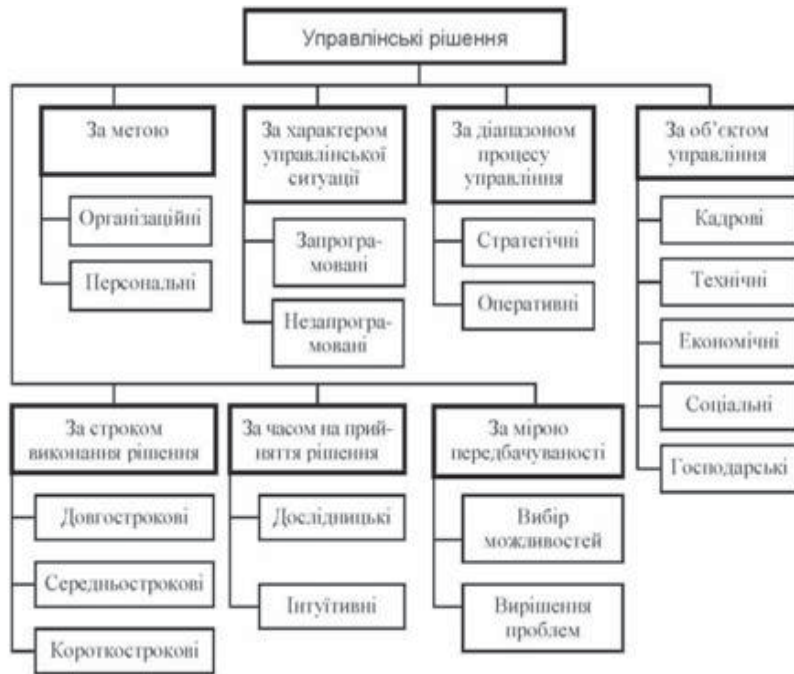 Управлінські рішення
За метою
Організаційні
Персональні
За характером
управлінської
ситуації
Запрогра-
мовані
Незапрогра-
мовані
За діапазоном
процесу
управління
Стратегічні
Оперативні
За об’єктом
управління
Кадрові
Технічні
Економічні
Соціальні
Господарські
За строком
виконання рішення
Довгострокові
Середньострокові
Короткострокові
За часом на прий-
няття рішення
Дослідницькі
Інтуїтивні
За мірою
передбачуваності
Вибір
можливостей
Вирішення
проблем